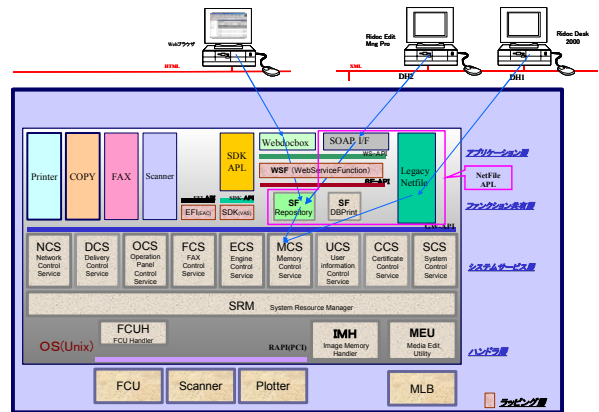 Webブラウザ
Ridoc Edit
Mng Pro
Ridoc Desk
2000
HTML
XML
DH2
DH1
Printer
COPY
FAX
Scanner
SDK
APL
Webdocbox
SOAP I/F
WS-API
WSF (WebServiceFunction)
SF-API
Legacy
Netfile
アプリケーション層
NetFile
APL
SDK-API
EFI(GAC)
SDK(VAS)
SF
Repository
SF
DBPrint
ファンクション共有層
GW-API
NCS
Network
Control
Service
DCS
Delivery
Control
Service
OCS
Operation
Panel
Control
Service
FCS
FAX
Control
Service
ECS
Engine
Control
Service
MCS
Memory
Control
Service
UCS
User
information
Control
Service
CCS
Certificate
Control
Service
SCS
System
Control
Service
システムサービス層
SRM System Resource Manager
OS(Unix)
FCUH
FCU Handler
RAPI(PCI)
IMH
Image Memory
Handler
MEU
Media Edit
Utility
ハンドラ層
FCU
Scanner
Plotter
MLB
ラッピング層